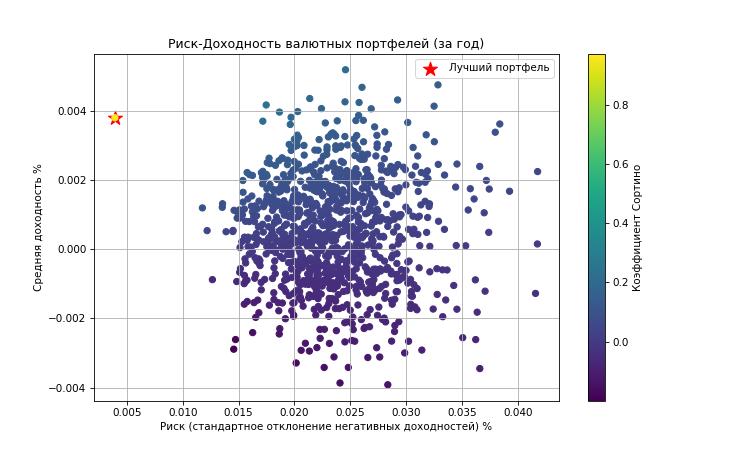 Риск-Доходность валютных портфелей (за год)
Лучший портфель
0.004
0.002
0.000
−0.002
−0.004
Средняя доходность %
0.005 0.010 0.015 0.020 0.025 0.030 0.035 0.040
Риск (стандартное отклонение негативных доходностей) %
0.8
0.6
0.4
0.2
0.0
Коэффициент Сортино